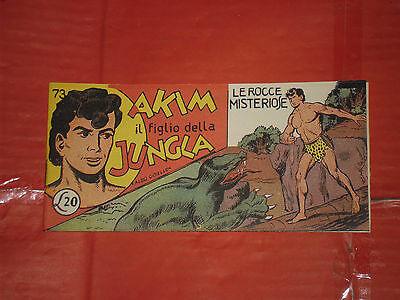 73
AKIM
il figlio della
JUNGLA
LE ROCCE
MISTERIOSE
£20